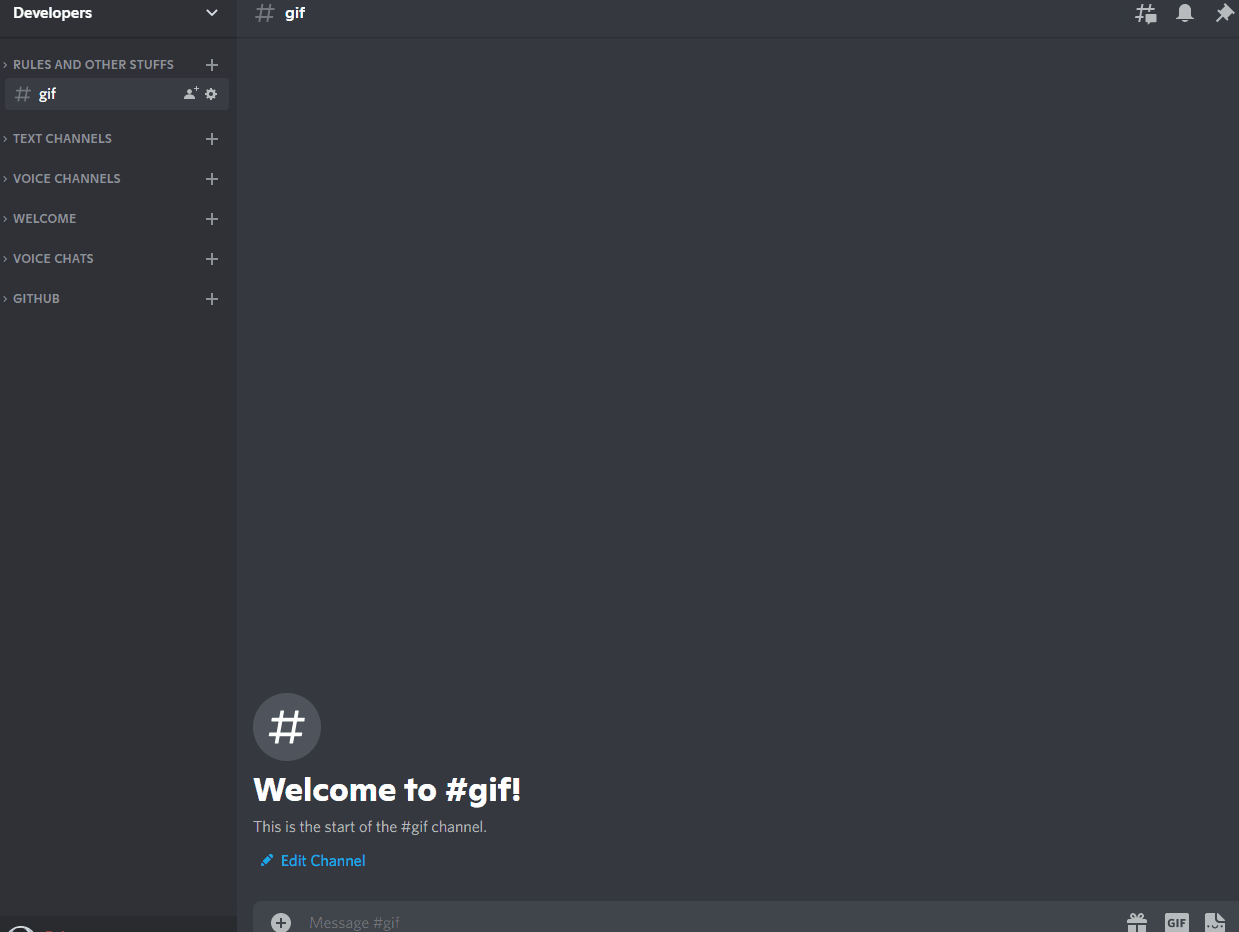 Developers
# gif
RULES AND OTHER STUFFS
# gif
TEXT CHANNELS
VOICE CHANNELS
WELCOME
VOICE CHATS
GITHUB
#
Welcome to #gif!
This is the start of the #gif channel.
Edit Channel
Message #gif
GIF